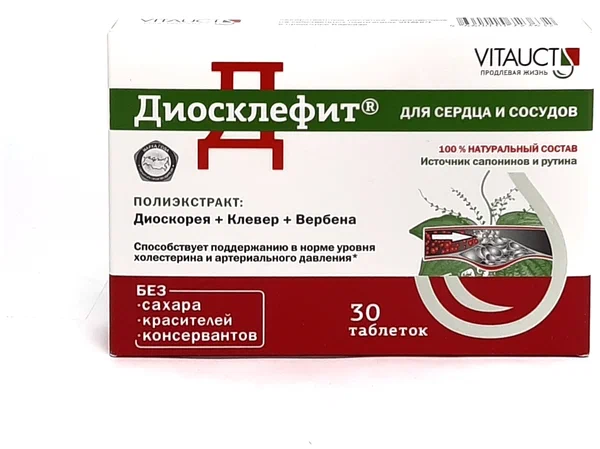 VITAUCT
ПРОДЛЕВАЯ ЖИЗНЬ
Д
Диосклефит®
ДЛЯ СЕРДЦА И СОСУДОВ
100 % НАТУРАЛЬНЫЙ СОСТАВ
Источник сапонинов и рутина
ПОЛИЭКСТРАКТ:
Диоскорея + Клевер + Вербена
Способствует поддержанию в норме уровня
холестерина и артериального давления*
БЕЗ
·сахара
·красителей
·консервантов
30
таблеток